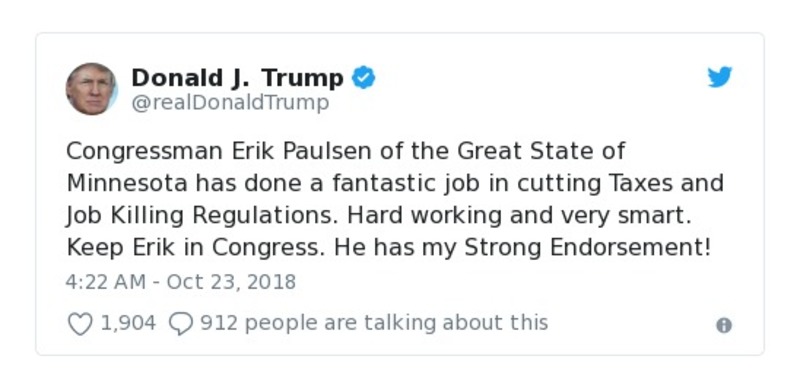 Donald J. Trump
@realDonaldTrump
Congressman Erik Paulsen of the Great State of
Minnesota has done a fantastic job in cutting Taxes and
Job Killing Regulations. Hard working and very smart.
Keep Erik in Congress. He has my Strong Endorsement!
4:22 AM - Oct 23, 2018
1,904 912 people are talking about this